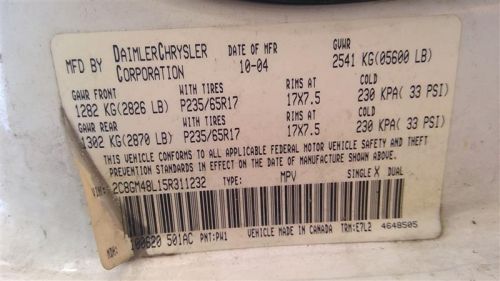 MFD BY DAIMLERCHRYSLER CORPORATION DATE OF MFR 10-04 GVWR 2541 KG(05600 LB)
GAWR FRONT WITH TIRES RIMS AT COLD
1282 KG(2826 LB) P235/65R17 17X7.5 230 KPA( 33 PSI)
GAWR REAR WITH TIRES RIMS AT COLD
1302 KG(2870 LB) P235/65R17 17X7.5 230 KPA( 33 PSI)
THIS VEHICLE CONFORMS TO ALL APPLICABLE FEDERAL MOTOR VEHICLE SAFETY AND THEFT
PREVENTION STANDARDS IN EFFECT ON THE DATE OF MANUFACTURE SHOWN ABOVE.
VIN: 2C8GM48L15R311232 TYPE: MPV SINGLE X DUAL
MDH: 100620 501AC PNT:PW1 VEHICLE MADE IN CANADA TRM:E7L2 4648505